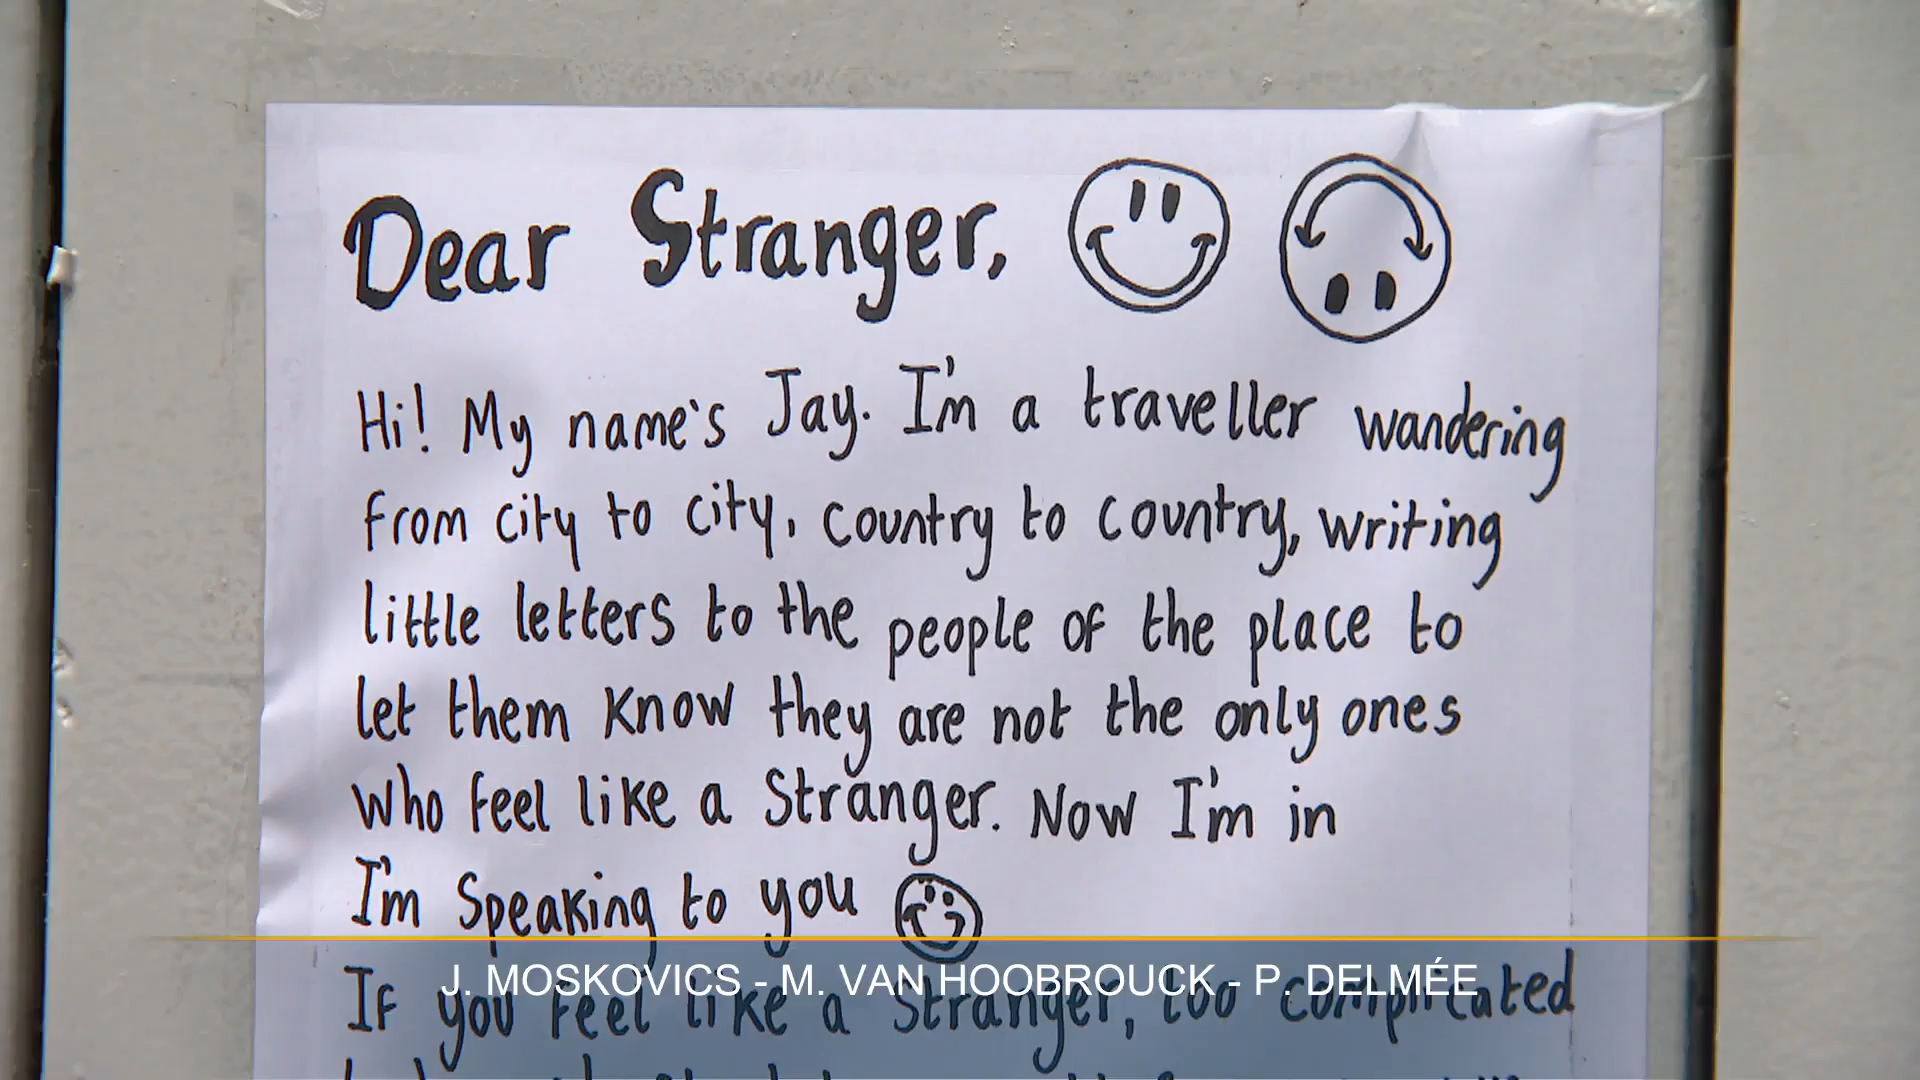 Dear Stranger,
Hi! My name's Jay. I'm a traveller wandering
from city to city, country to country, writing
little letters to the people of the place to
let them know they are not the only ones
who feel like a Stranger. Now I'm in
I'm speaking to you
If you feel like a Stranger, too complicated
J. MOSKOVICS - M. VAN HOOBROUCK - P. DELMÉE